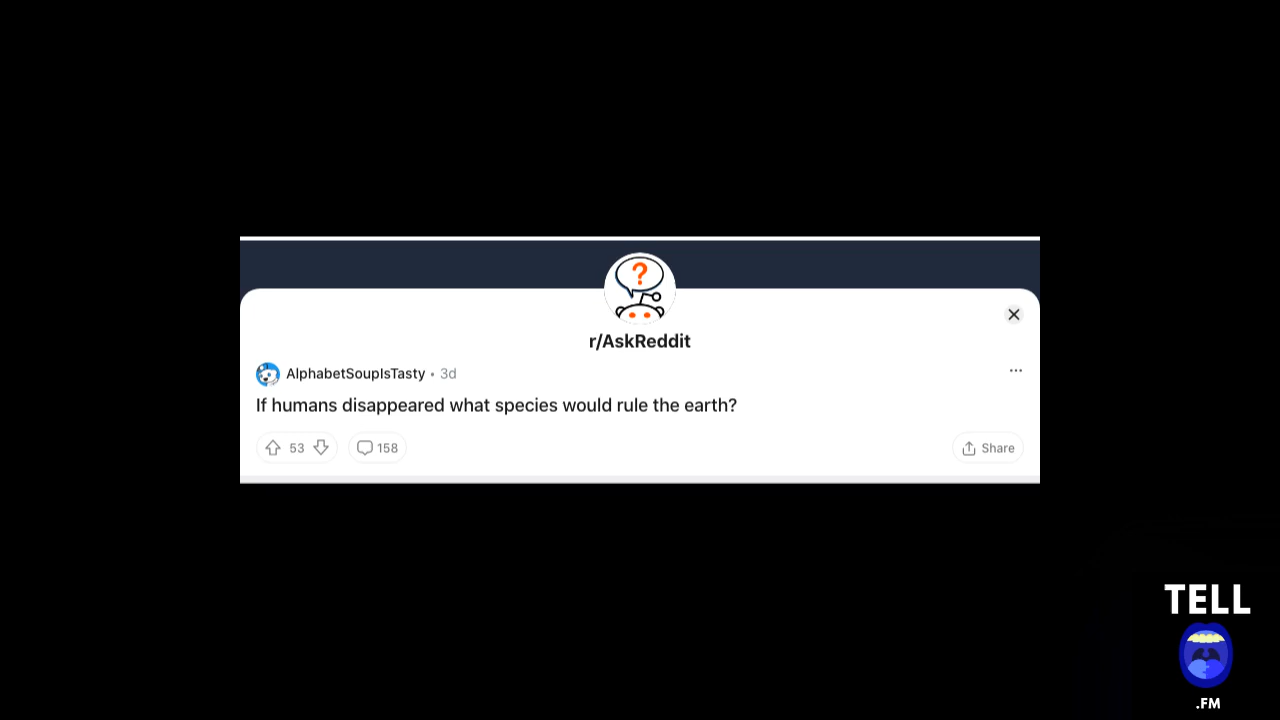 r/AskReddit
AlphabetSoupIsTasty • 3d
If humans disappeared what species would rule the earth?
53
158
Share
TELL
.FM